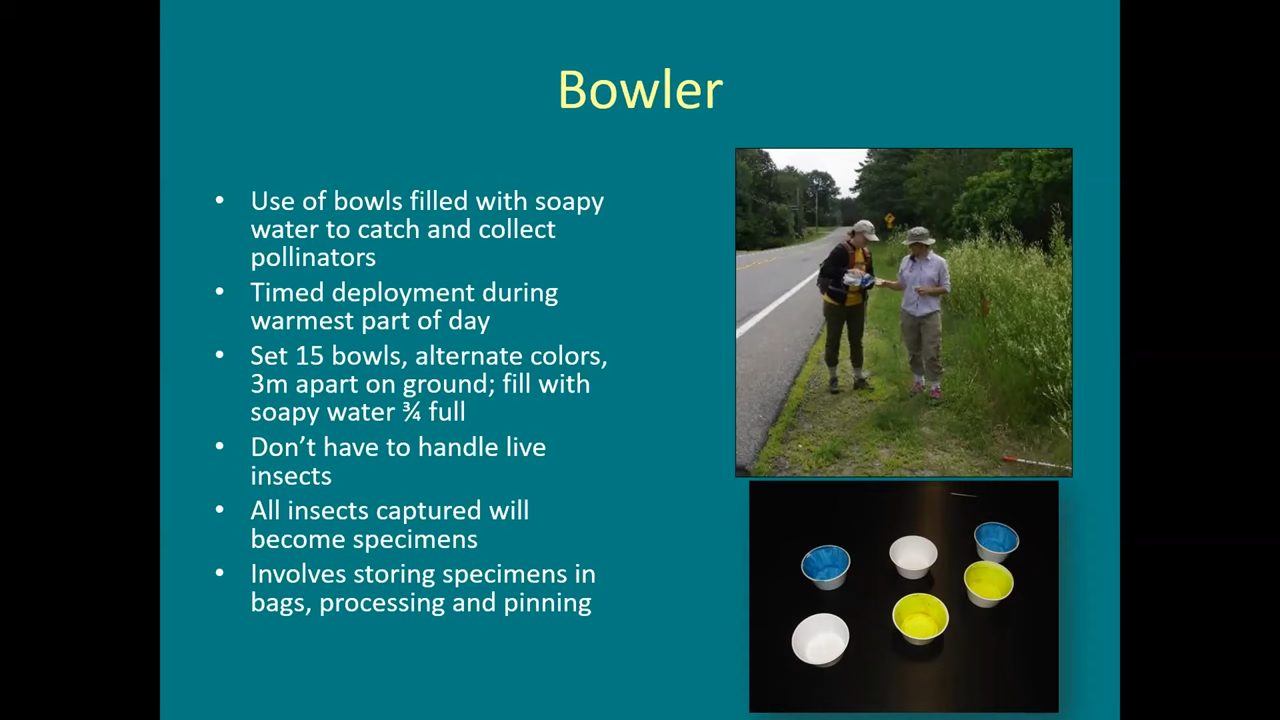 Bowler
• Use of bowls filled with soapy
water to catch and collect
pollinators
• Timed deployment during
warmest part of day
• Set 15 bowls, alternate colors,
3m apart on ground; fill with
soapy water ¾ full
• Don’t have to handle live
insects
• All insects captured will
become specimens
• Involves storing specimens in
bags, processing and pinning